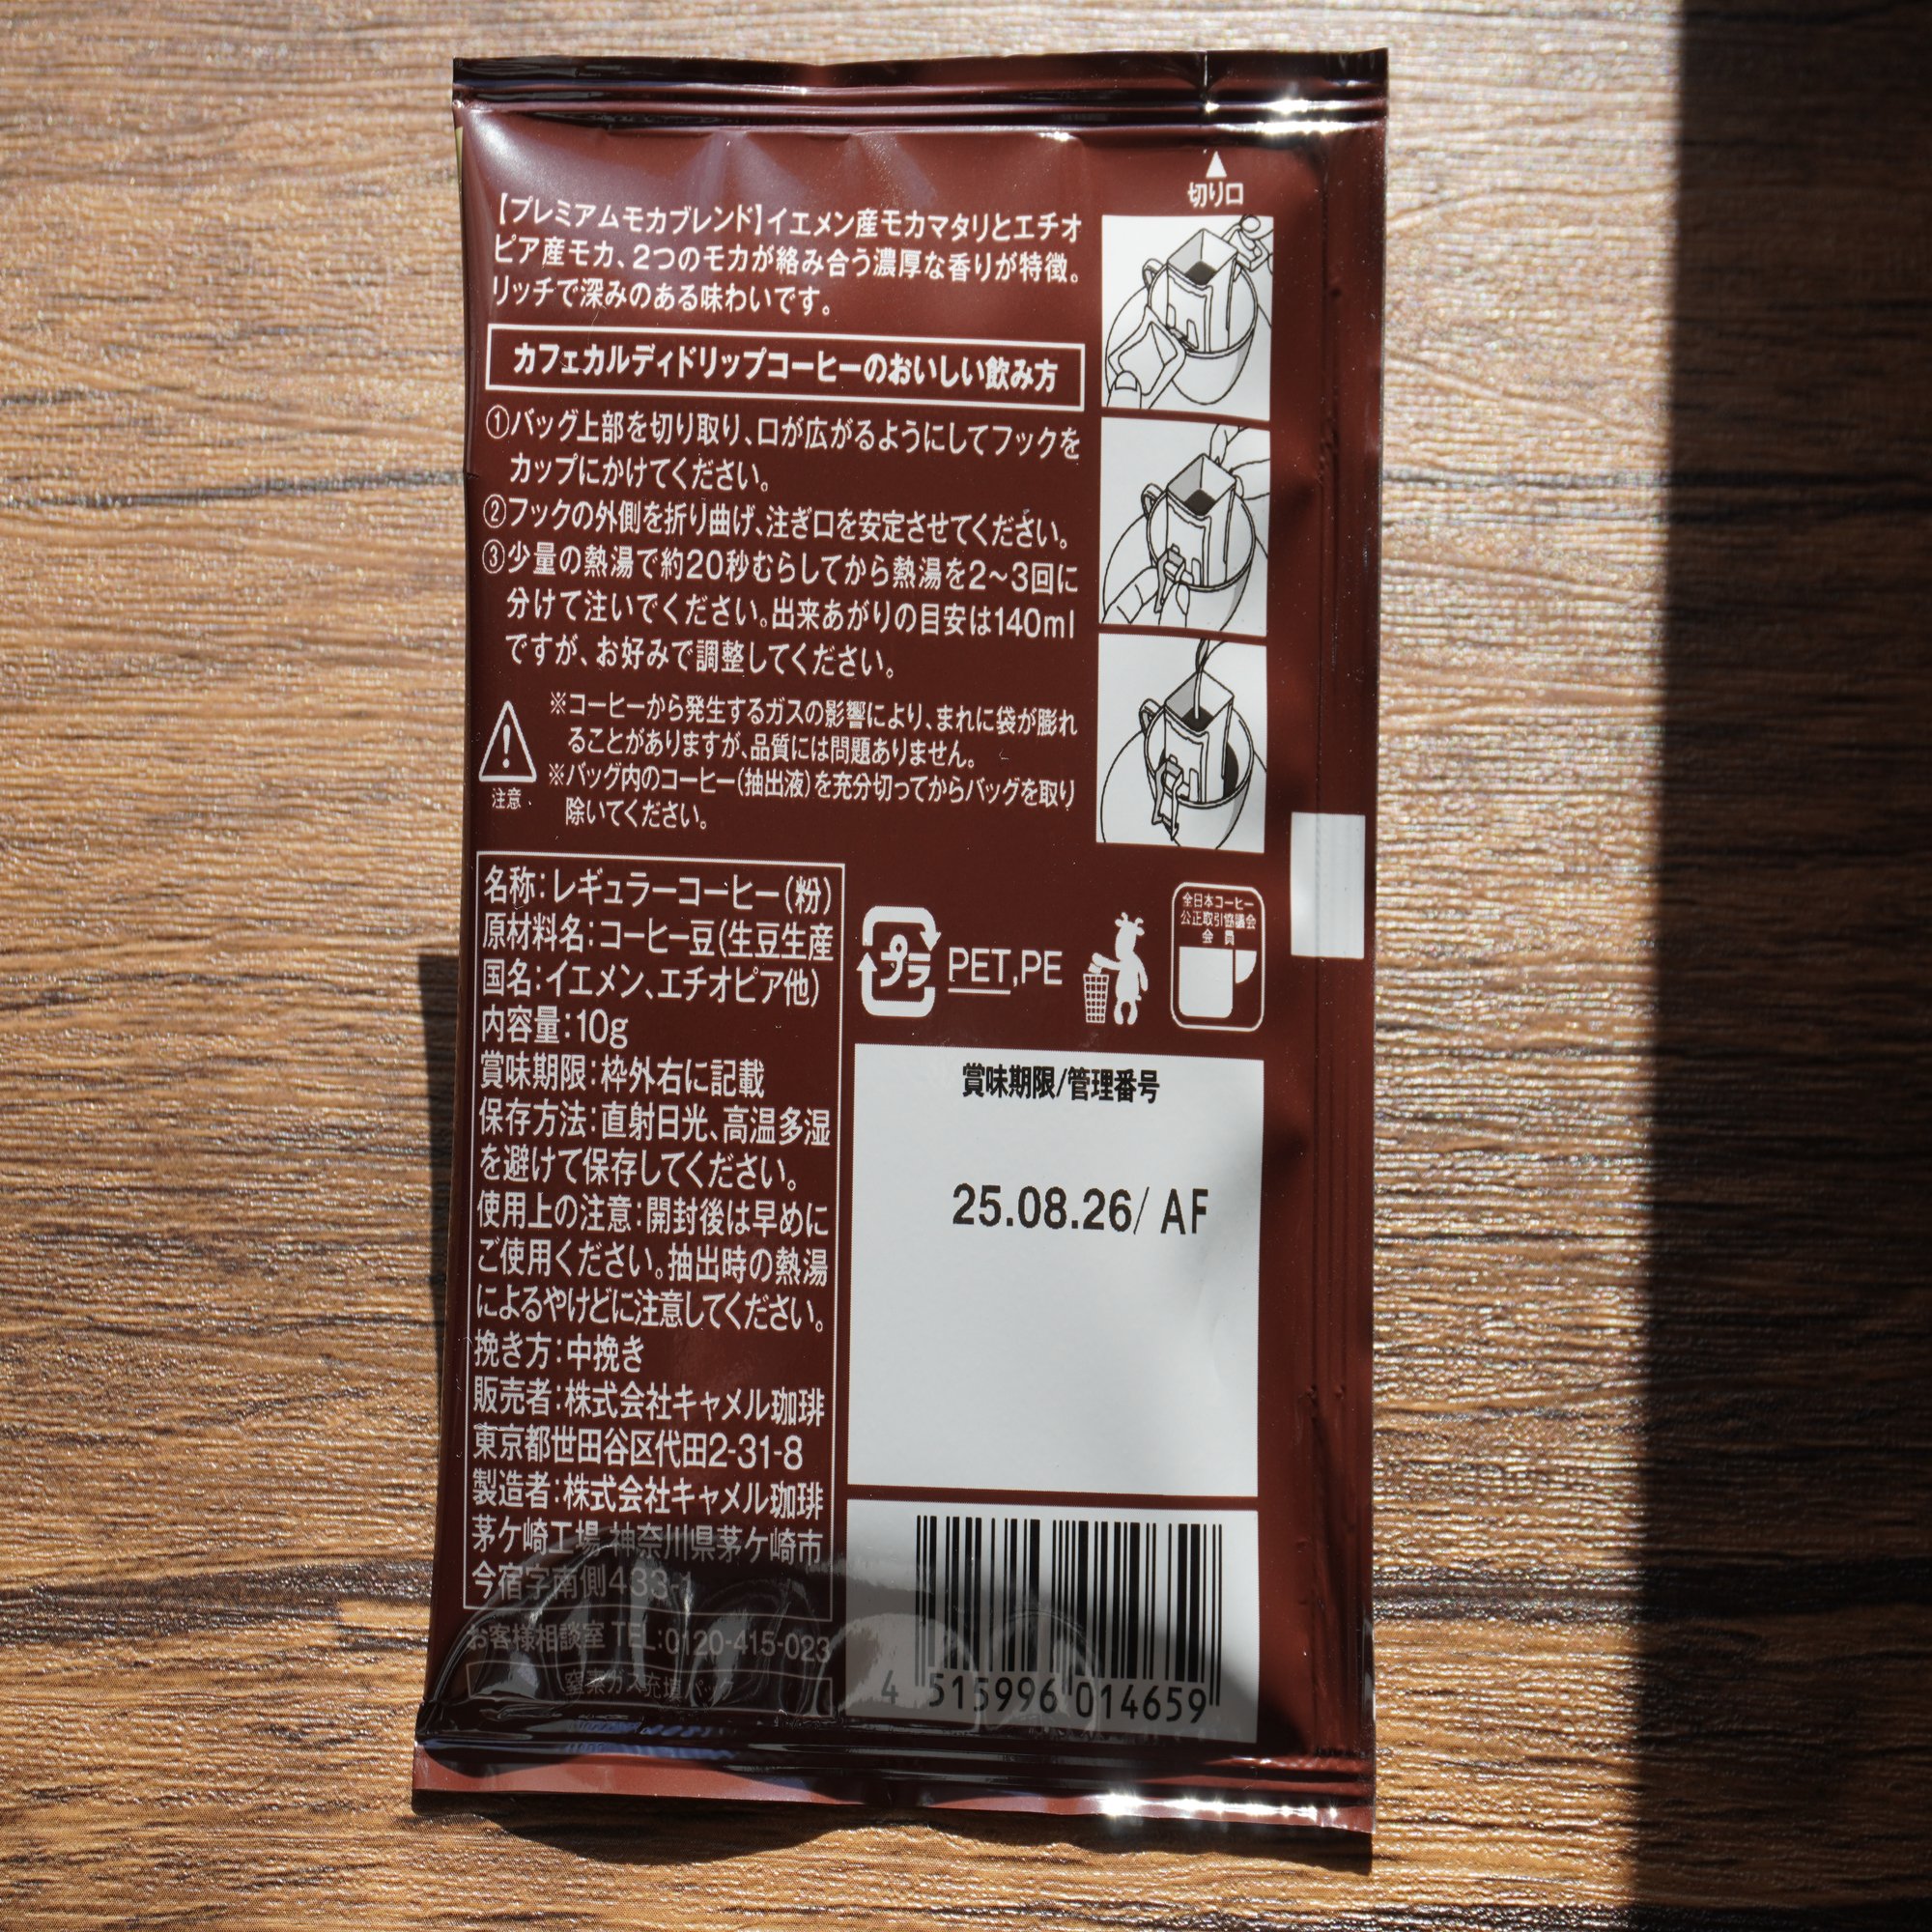 切り口
【プレミアムモカブレンド】イエメン産モカマタリとエチオ
ピア産モカ、2つのモカが絡み合う濃厚な香りが特徴。
リッチで深みのある味わいです。
カフェカルディドリップコーヒーのおいしい飲み方
①バッグ上部を切り取り、口が広がるようにしてフックを
カップにかけてください。
②フックの外側を折り曲げ、注ぎ口を安定させてください。
③少量の熱湯で約20秒むらしてから熱湯を2〜3回に
分けて注いでください。出来あがりの目安は140ml
ですが、お好みで調整してください。
注意
※コーヒーから発生するガスの影響により、まれに袋が膨れ
ることがありますが、品質には問題ありません。
※バッグ内のコーヒー(抽出液)を充分切ってからバッグを取り
除いてください。
名称:レギュラーコーヒー(粉)
原材料名:コーヒー豆(生豆生産
国名:イエメン、エチオピア他)
内容量:10g
賞味期限:枠外右に記載
保存方法:直射日光、高温多湿
を避けて保存してください。
使用上の注意:開封後は早めに
ご使用ください。抽出時の熱湯
によるやけどに注意してください。
挽き方:中挽き
販売者:株式会社キャメル珈琲
東京都世田谷区代田2-31-8
製造者:株式会社キャメル珈琲
茅ケ崎工場 神奈川県茅ケ崎市
今宿字南側433
お客様相談室 TEL:0120-415-023
窒素ガス充填パック
プラ
PET,PE
全日本コーヒー
公正取引協議会
会員
賞味期限/管理番号
25.08.26/ AF
4 515996 014659